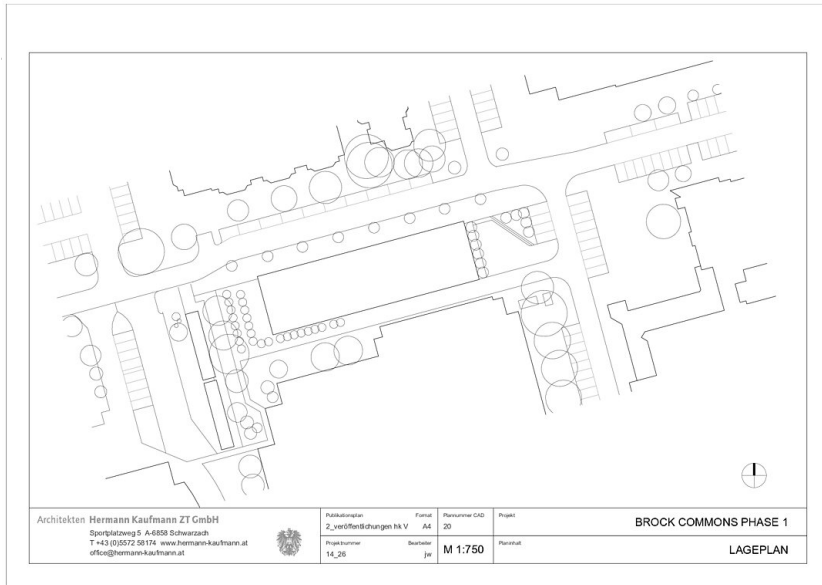 Architekten Hermann Kaufmann ZT GmbH
Sportplatzweg 5 A-6858 Schwarzach
T +43 (0)5572 58174 www.hermann-kaufmann.at
office@hermann-kaufmann.at
Publikationsplan
2_veröffentlichungen hk V
Format
A4
Plannummer CAD
20
Projekt
BROCK COMMONS PHASE 1
Projektnummer
14_26
Bearbeiter
jw
M 1:750
Planinhalt
LAGEPLAN